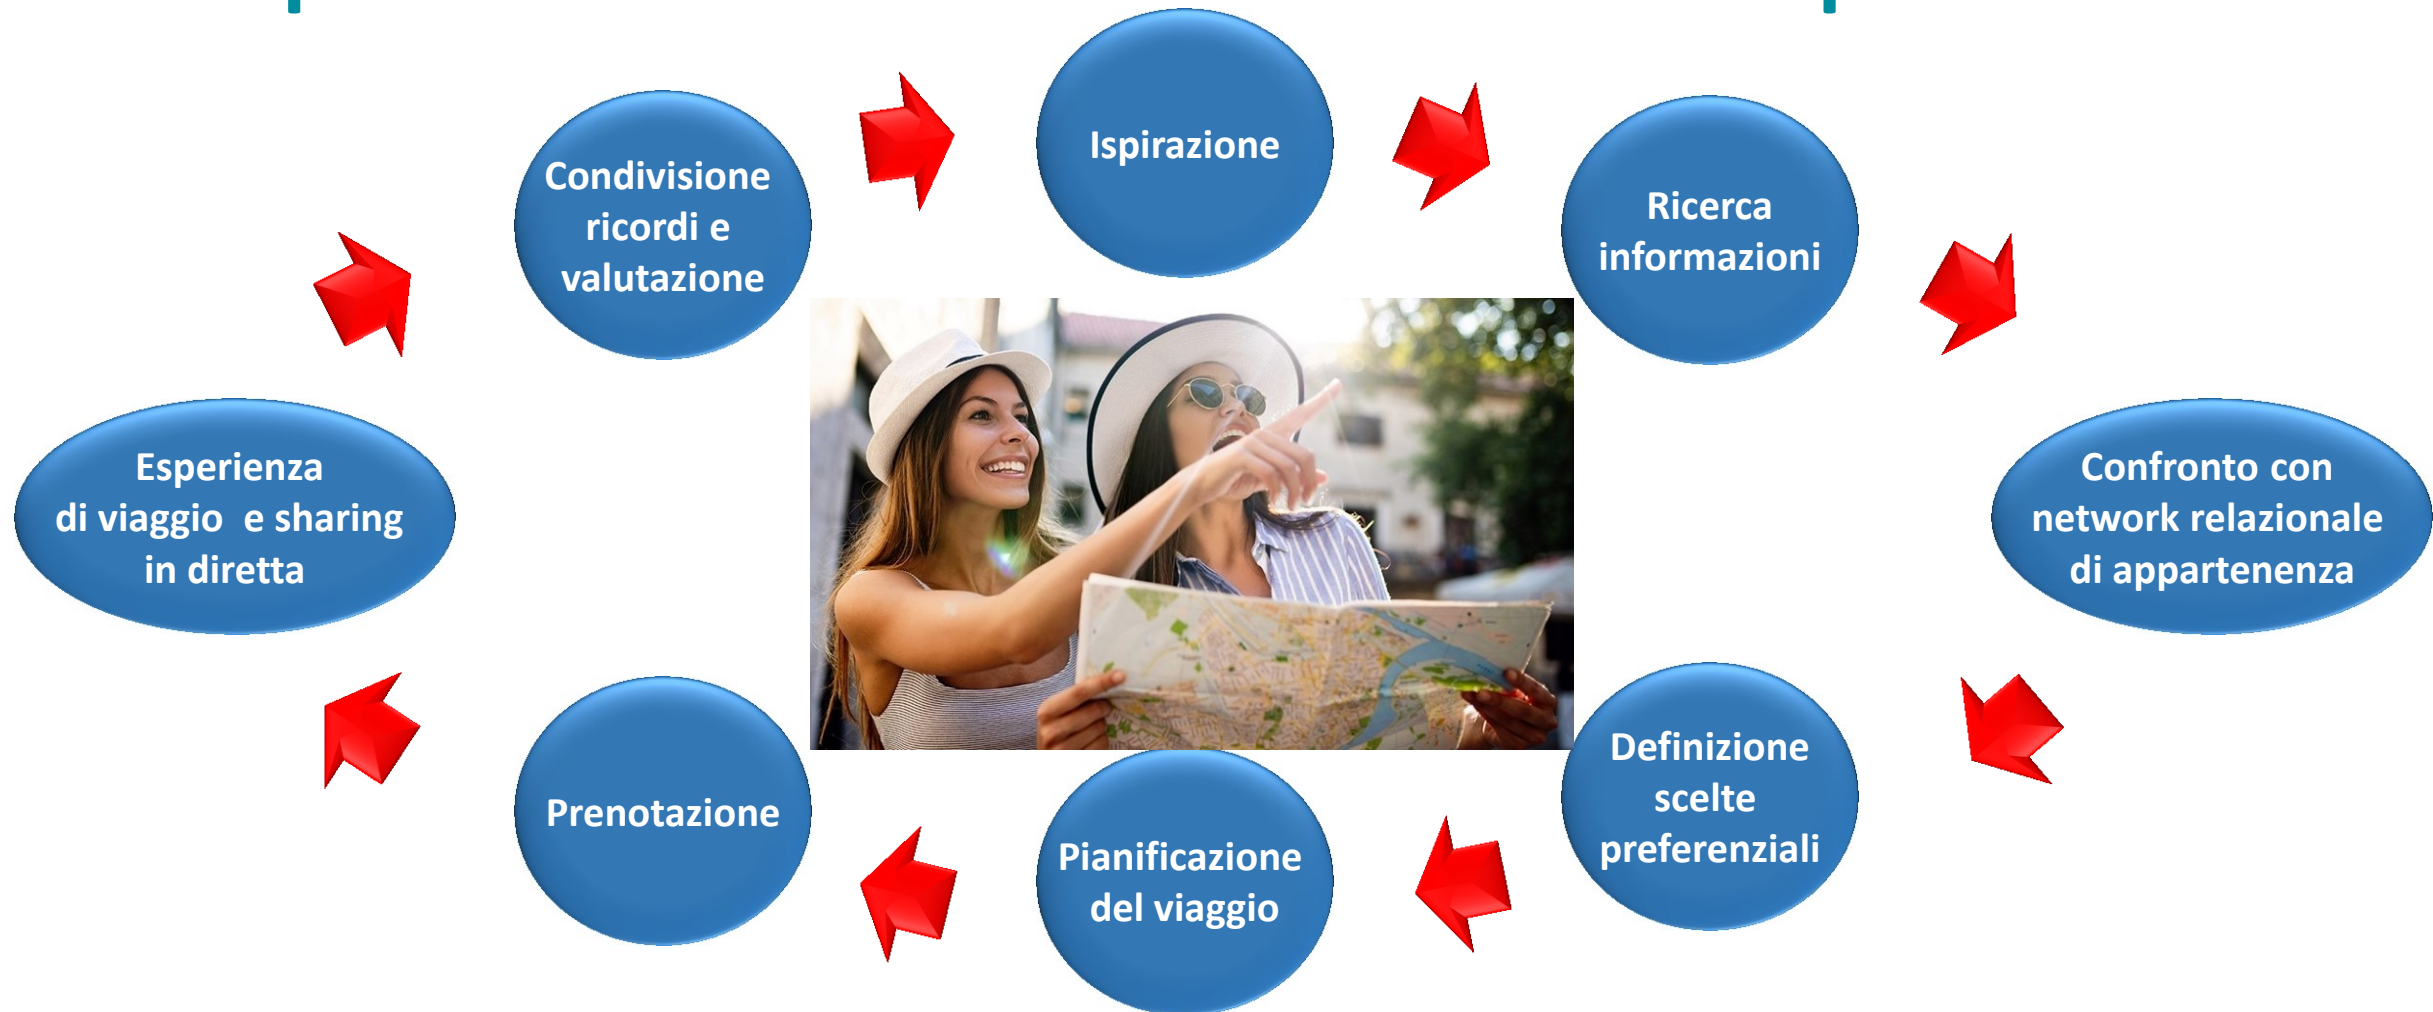 Ispirazione
Ricerca
informazioni
Confronto con
network relazionale
di appartenenza
Definizione
scelte
preferenziali
Pianificazione
del viaggio
Prenotazione
Esperienza
di viaggio  e sharing
in diretta
Condivisione
ricordi e
valutazione